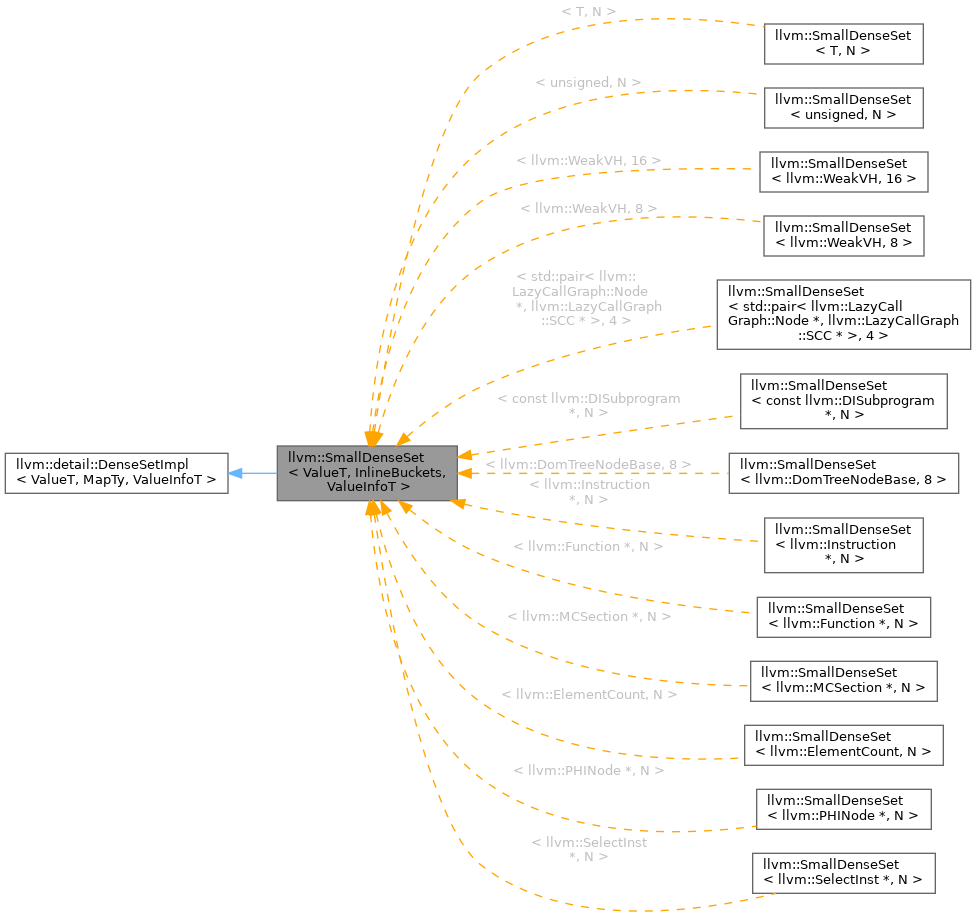 < T, N >
llvm::SmallDenseSet
< T, N >
< unsigned, N >
llvm::SmallDenseSet
< unsigned, N >
< llvm::WeakVH, 16 >
llvm::SmallDenseSet
< llvm::WeakVH, 16 >
< llvm::WeakVH, 8 >
llvm::SmallDenseSet
< llvm::WeakVH, 8 >
< std::pair< llvm::
LazyCallGraph::Node
*, llvm::LazyCallGraph
::SCC * >, 4 >
llvm::SmallDenseSet
< std::pair< llvm::LazyCall
Graph::Node *, llvm::LazyCallGraph
::SCC * >, 4 >
< const llvm::DISubprogram
*, N >
llvm::SmallDenseSet
< const llvm::DISubprogram
*, N >
llvm::detail::DenseSetImpl
< ValueT, MapTy, ValueInfoT >
llvm::SmallDenseSet
< ValueT, InlineBuckets,
ValueInfoT >
< llvm::DomTreeNodeBase, 8 >
llvm::SmallDenseSet
< llvm::DomTreeNodeBase, 8 >
< llvm::Instruction
*, N >
llvm::SmallDenseSet
< llvm::Instruction
*, N >
< llvm::Function *, N >
llvm::SmallDenseSet
< llvm::Function *, N >
< llvm::MCSection *, N >
llvm::SmallDenseSet
< llvm::MCSection *, N >
< llvm::ElementCount, N >
llvm::SmallDenseSet
< llvm::ElementCount, N >
< llvm::PHINode *, N >
llvm::SmallDenseSet
< llvm::PHINode *, N >
< llvm::SelectInst
*, N >
llvm::SmallDenseSet
< llvm::SelectInst *, N >